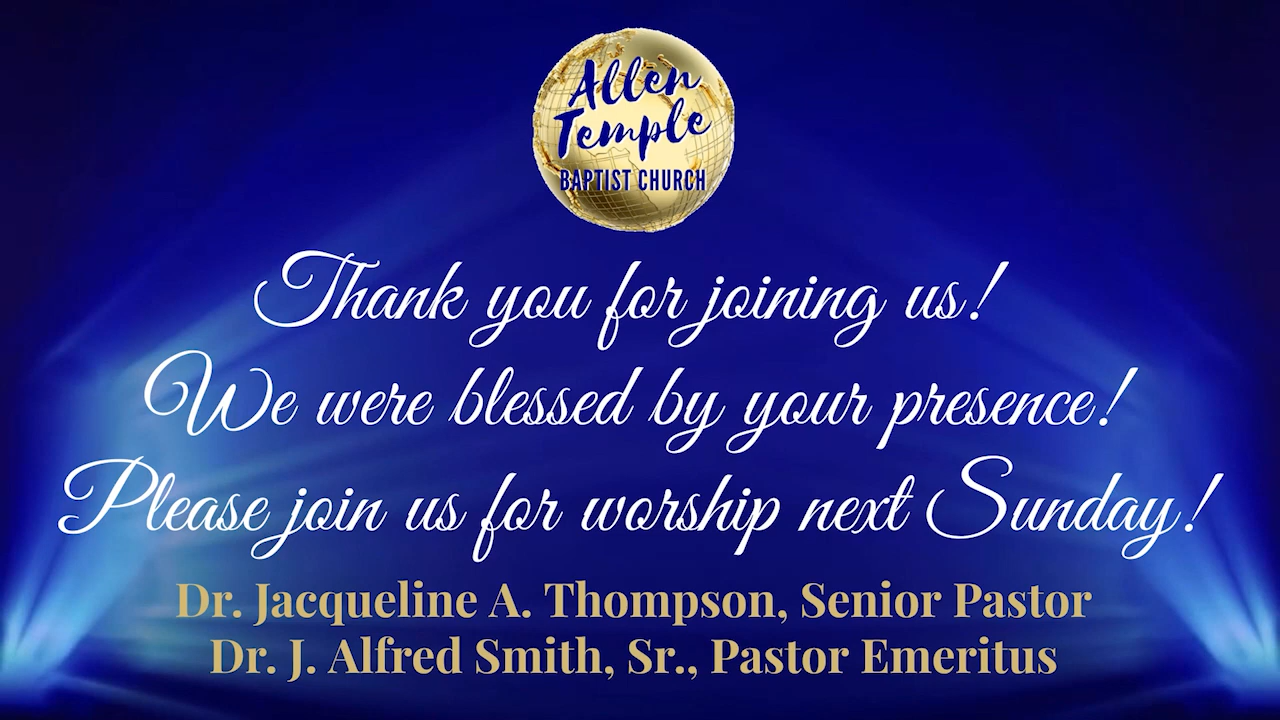 Allen
Temple
BAPTIST CHURCH
Thank you for joining us!
We were blessed by your presence!
Please join us for worship next Sunday!
Dr. Jacqueline A. Thompson, Senior Pastor
Dr. J. Alfred Smith, Sr., Pastor Emeritus